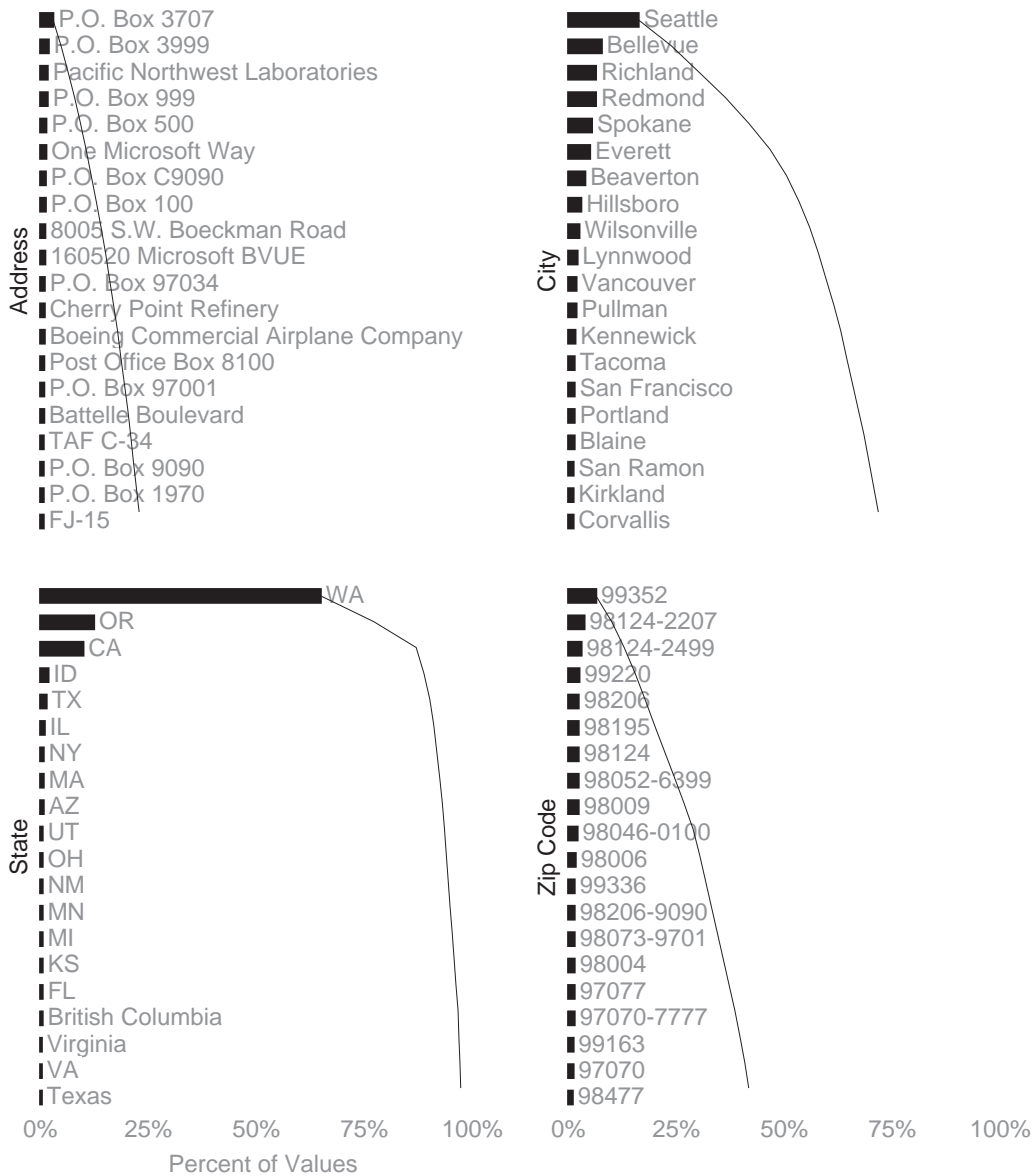 Address
P.O. Box 3707
P.O. Box 3999
Pacific Northwest Laboratories
P.O. Box 999
P.O. Box 500
One Microsoft Way
P.O. Box C9090
P.O. Box 100
8005 S.W. Boeckman Road
160520 Microsoft BVUE
P.O. Box 97034
Cherry Point Refinery
Boeing Commercial Airplane Company
Post Office Box 8100
P.O. Box 97001
Battelle Boulevard
TAF C-34
P.O. Box 9090
P.O. Box 1970
FJ-15
City
Seattle
Bellevue
Richland
Redmond
Spokane
Everett
Beaverton
Hillsboro
Wilsonville
Lynnwood
Vancouver
Pullman
Kennewick
Tacoma
San Francisco
Portland
Blaine
San Ramon
Kirkland
Corvallis
State
WA
OR
CA
ID
TX
IL
NY
MA
AZ
UT
OH
NM
MN
MI
KS
FL
British Columbia
Virginia
VA
Texas
0% 25% 50% 75% 100%
Percent of Values
Zip Code
99352
98124-2207
98124-2499
99220
98206
98195
98124
98052-6399
98009
98046-0100
98006
99336
98206-9090
98073-9701
98004
97077
97070-7777
99163
97070
98477
0% 25% 50% 75% 100%